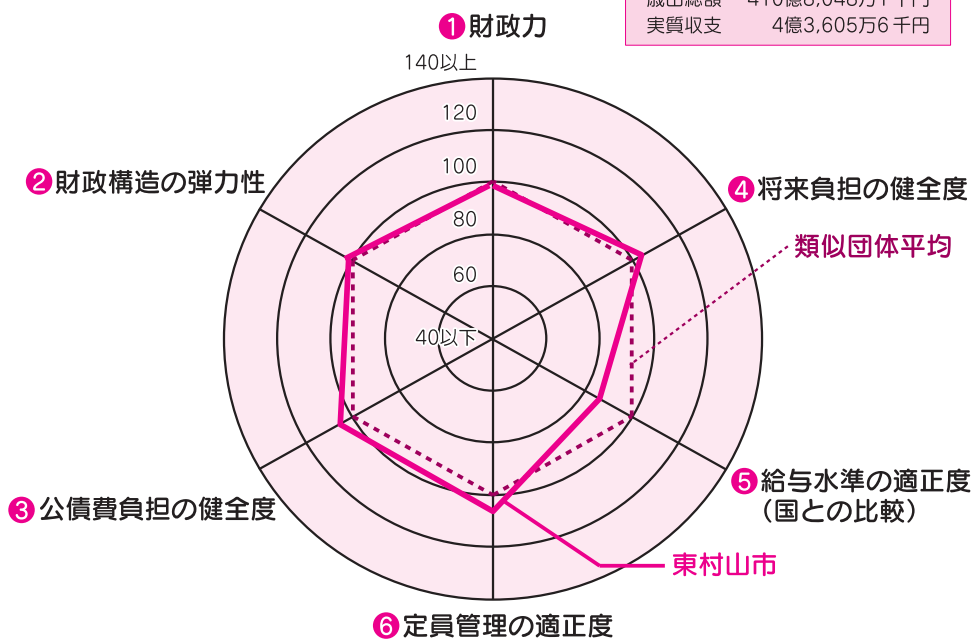 実質収支 4億3,605万6千円
❶財政力
140以上
120
100
80
60
40以下
❷財政構造の弾力性
❹将来負担の健全度
類似団体平均
❺給与水準の適正度
（国との比較）
❸公債費負担の健全度
東村山市
❻定員管理の適正度